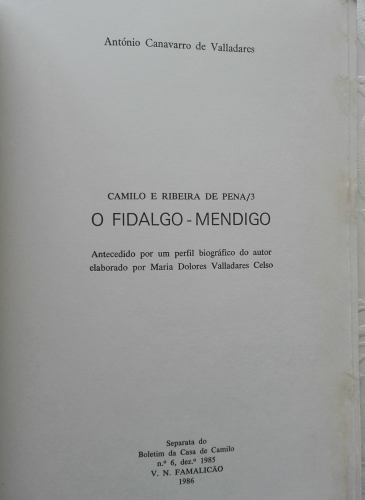 António Canavarro de Valladares
CAMILO E RIBEIRA DE PENA/3
O FIDALGO - MENDIGO
Antecedido por um perfil biográfico do autor
elaborado por Maria Dolores Valladares Celso
Separata do
Boletim da Casa de Camilo
n.º 6, dez.º 1985
V. N. FAMALICÃO
1986